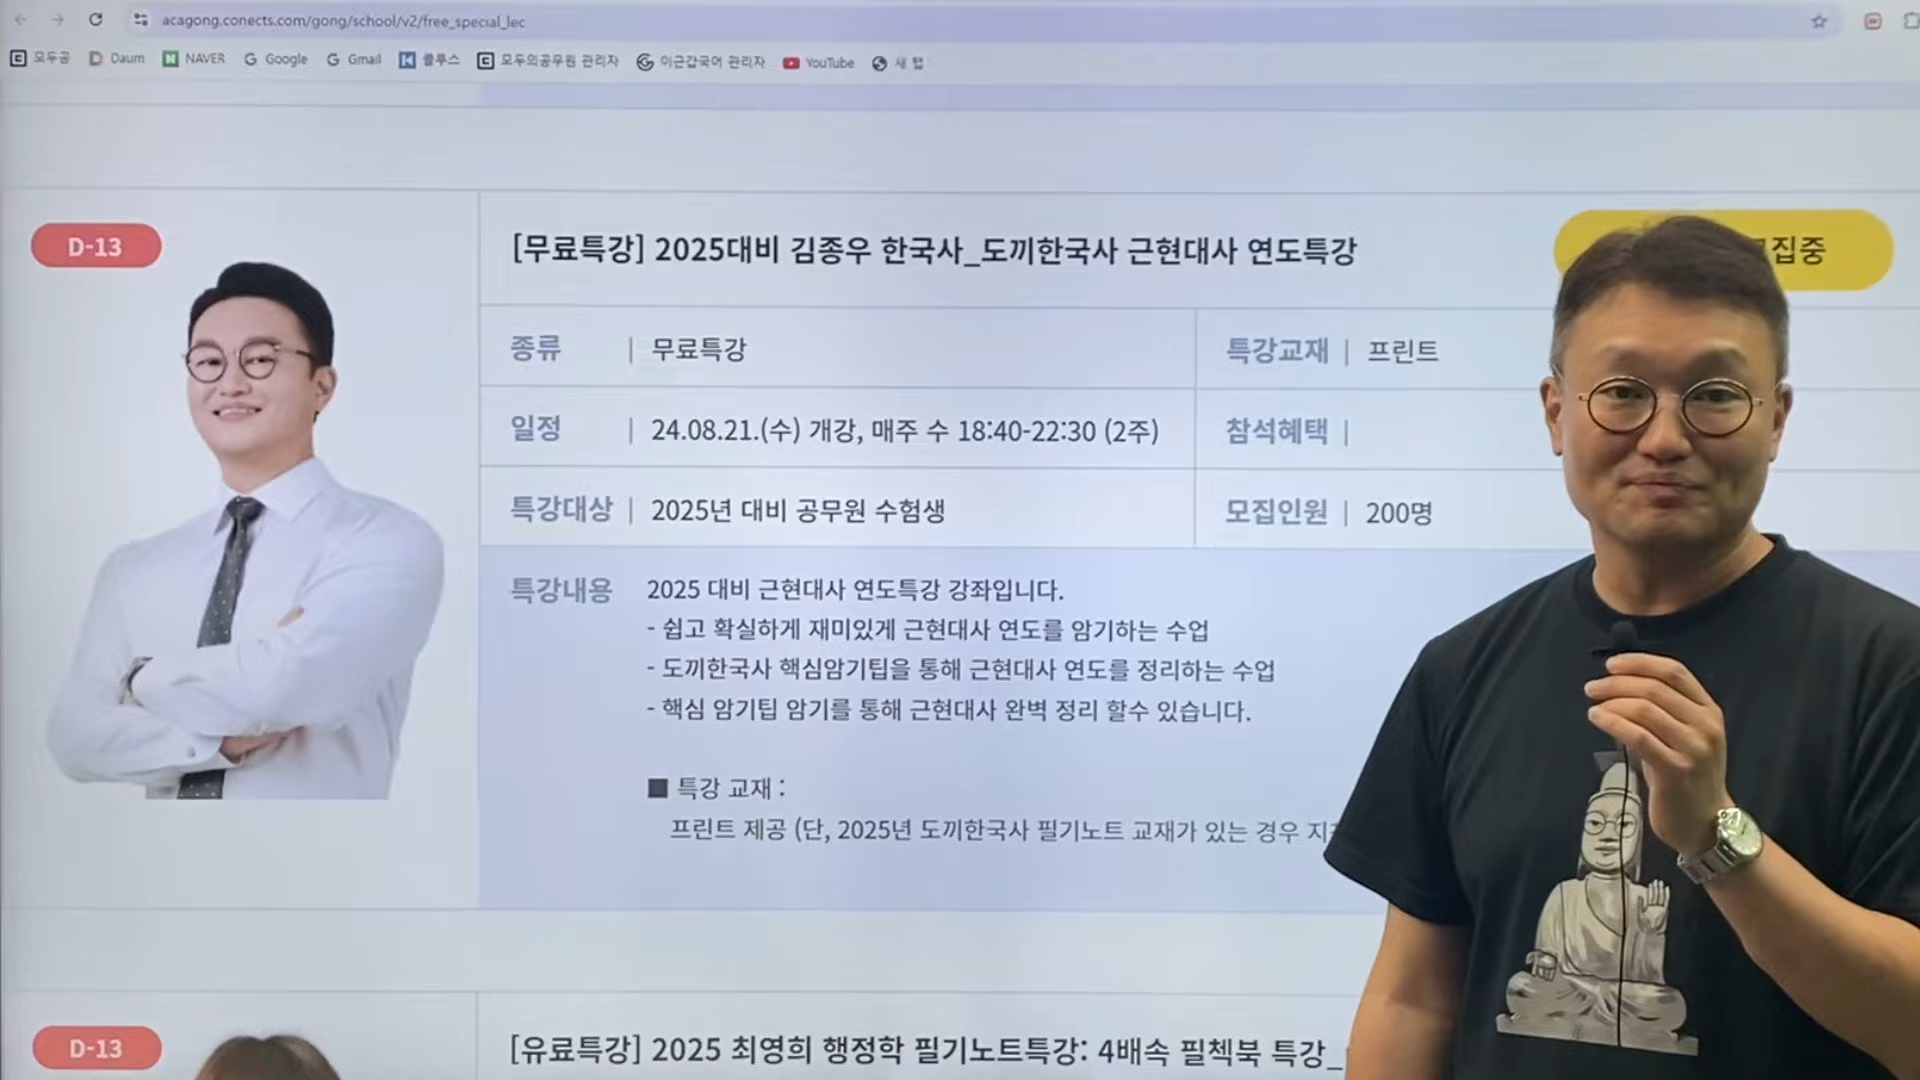 acagong.conects.com/gong/school/v2/free_special_lec
모두공 Daum NAVER Google Gmail 클루스 모두의공무원 관리자 이근갑국어 관리자 YouTube 새 탭
D-13
[무료특강] 2025대비 김종우 한국사_도끼한국사 근현대사 연도특강
집중
종류 | 무료특강
특강교재 | 프린트
일정 | 24.08.21.(수) 개강, 매주 수 18:40-22:30 (2주)
참석혜택 |
특강대상 | 2025년 대비 공무원 수험생
모집인원 | 200명
특강내용 2025 대비 근현대사 연도특강 강좌입니다.
- 쉽고 확실하게 재미있게 근현대사 연도를 암기하는 수업
- 도끼한국사 핵심암기팁을 통해 근현대사 연도를 정리하는 수업
- 핵심 암기팁 암기를 통해 근현대사 완벽 정리 할수 있습니다.
■ 특강 교재 :
프린트 제공 (단, 2025년 도끼한국사 필기노트 교재가 있는 경우
D-13
[유료특강] 2025 최영희 행정학 필기노트특강: 4배속 필첵북 특강_